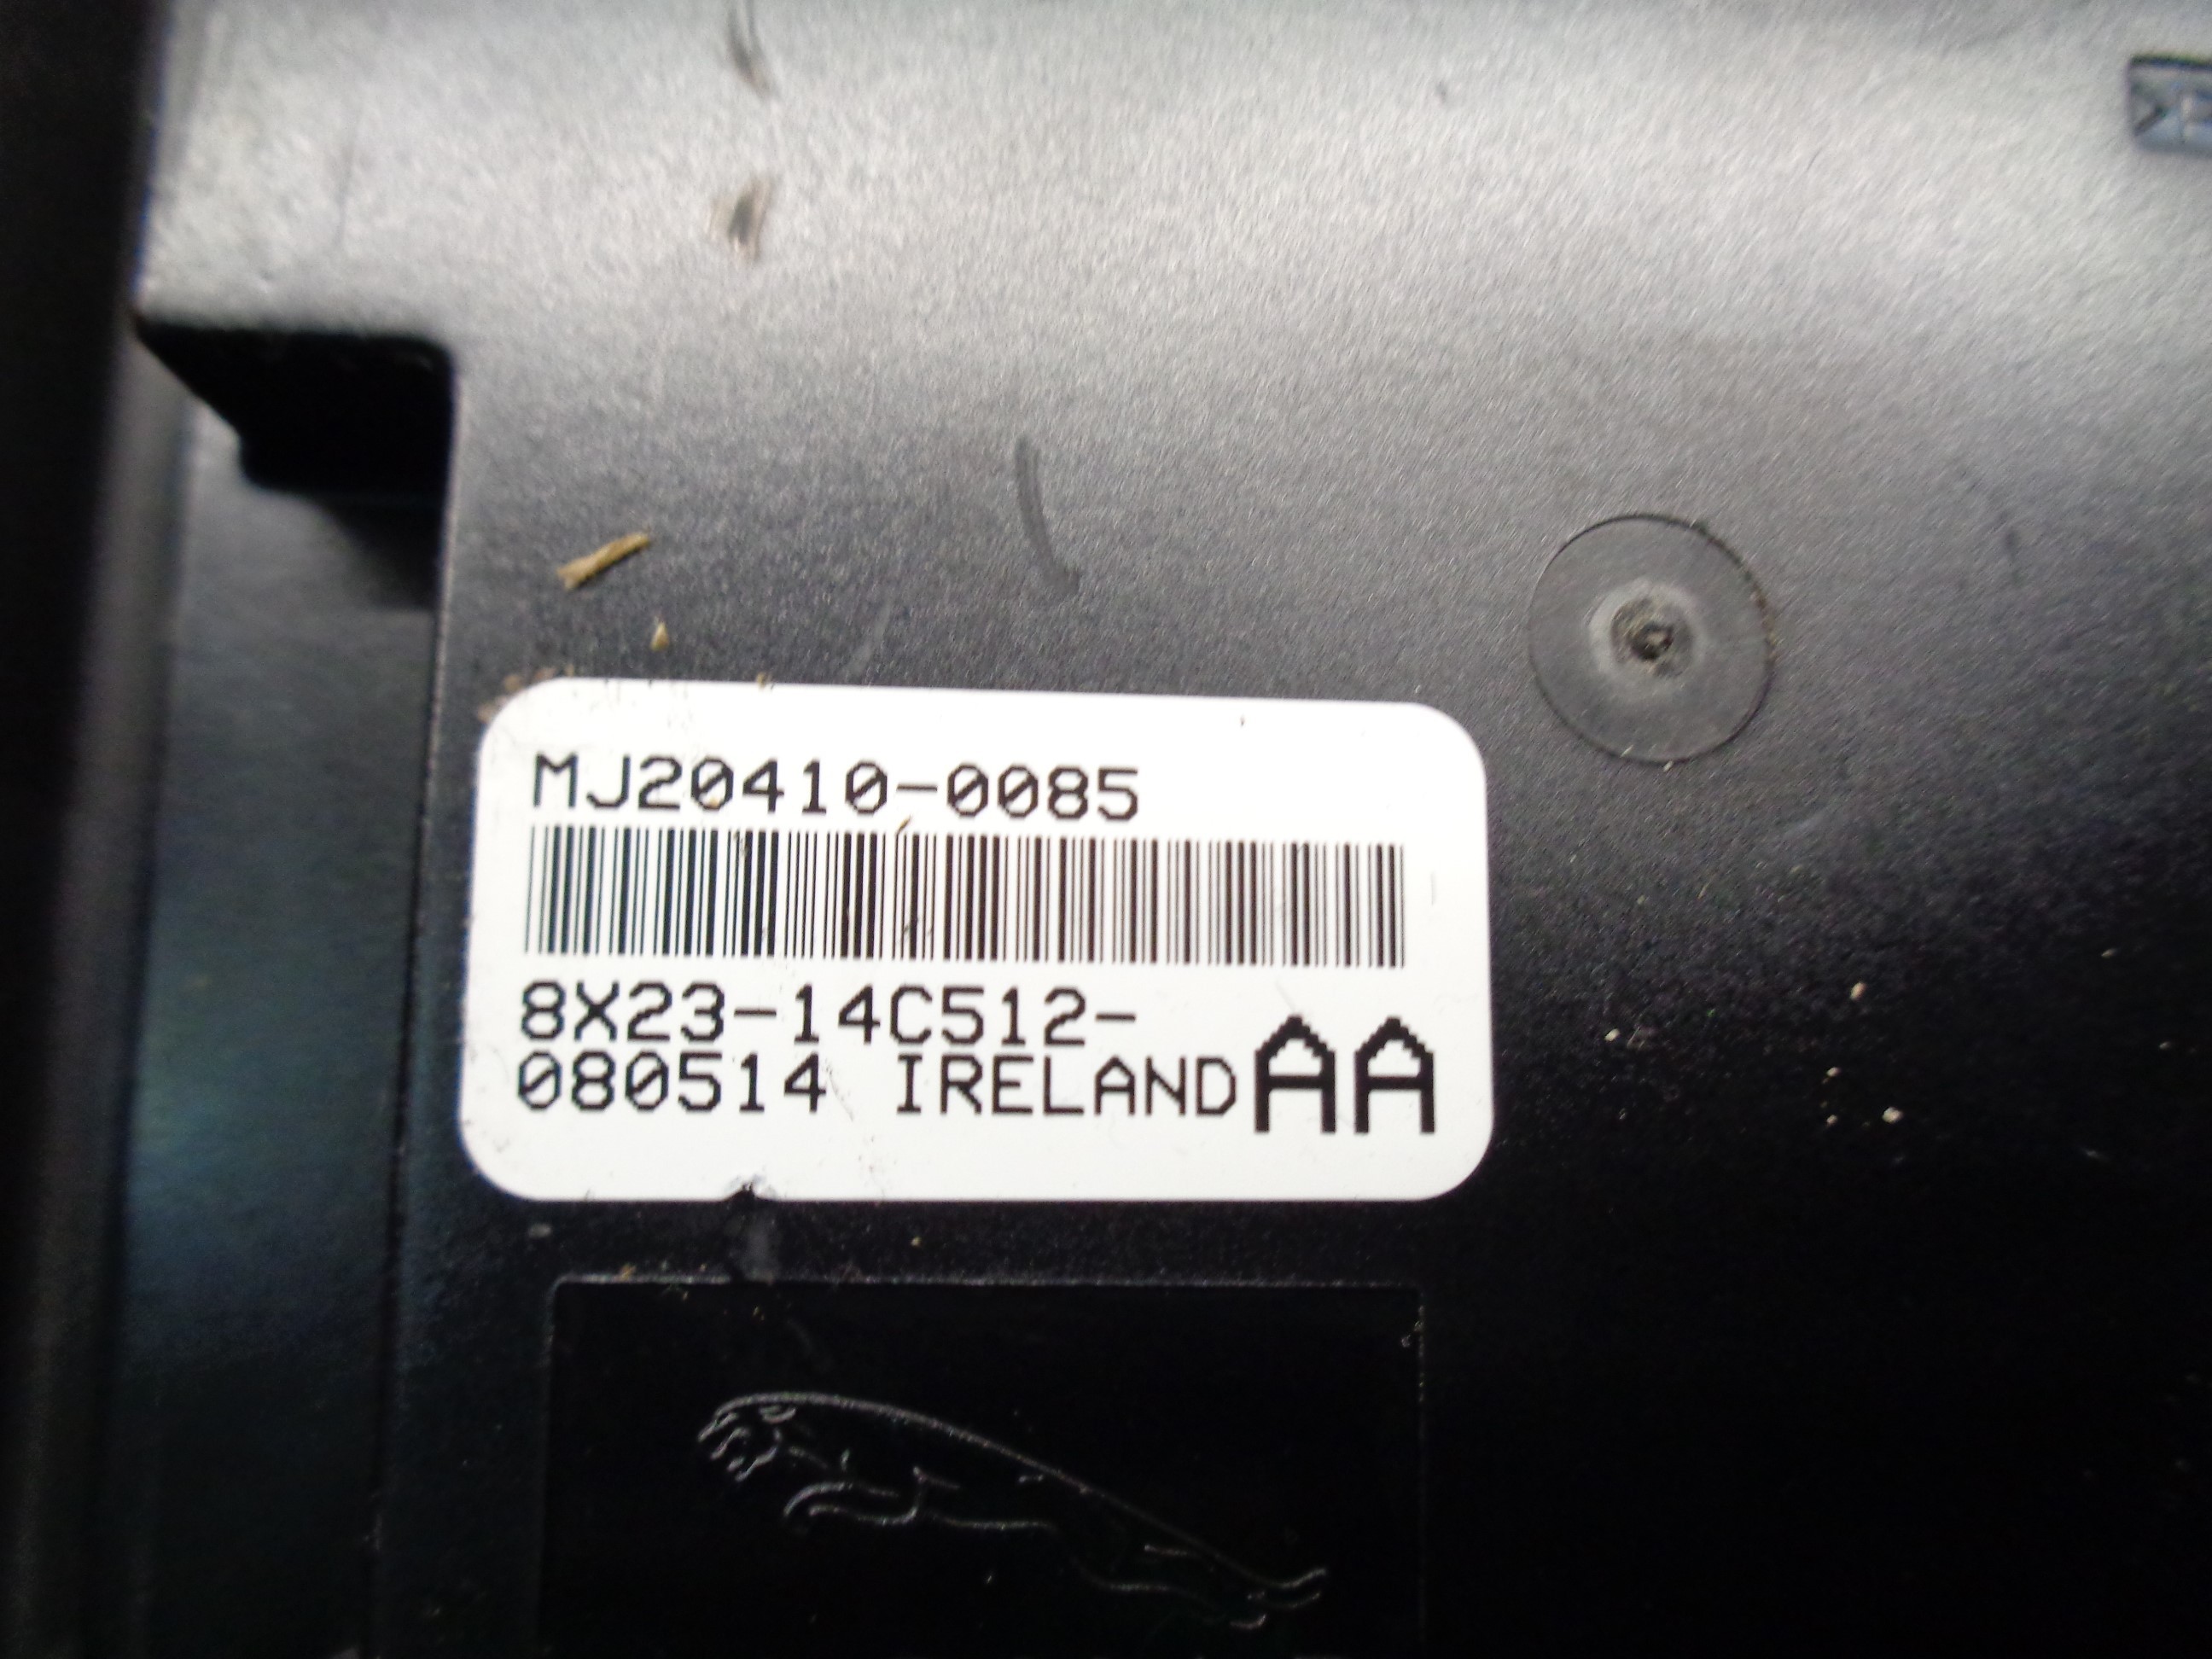 MJ20410-0085
8X23-14C512-
080514 IRELAND AA